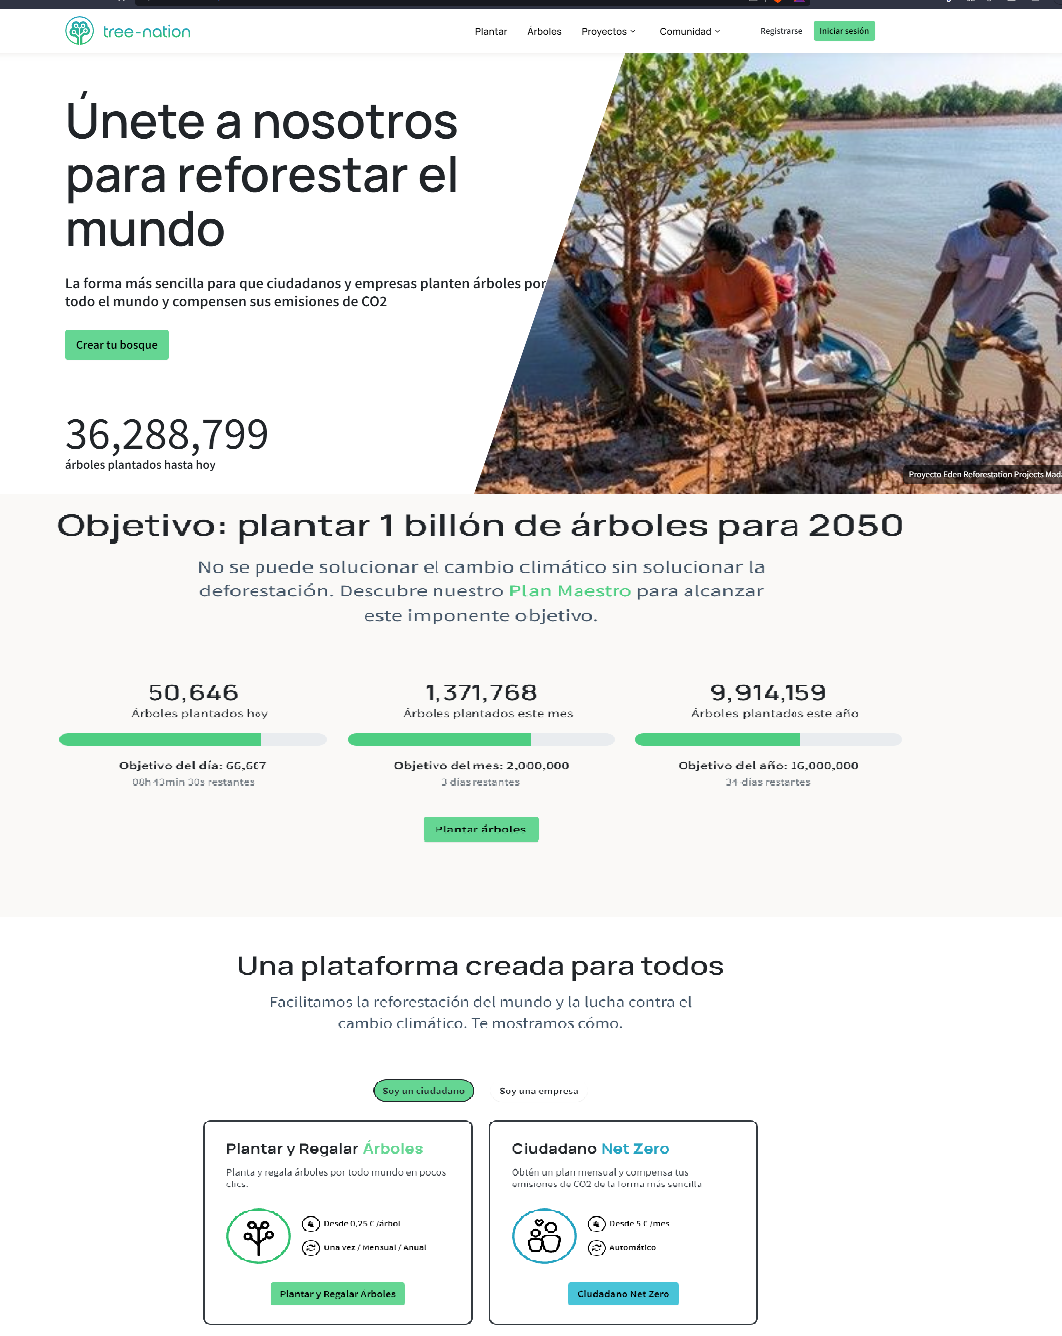 tree-nation
Plantar
Árboles
Proyectos
Comunidad
Registrarse
Iniciar sesión
Únete a nosotros
para reforestar el
mundo
La forma más sencilla para que ciudadanos y empresas planten árboles por
todo el mundo y compensen sus emisiones de CO2
Crear tu bosque
36,288,799
árboles plantados hasta hoy
Proyecto Eden Reforestation Projects
Objetivo: plantar 1 billón de árboles para 2050
No se puede solucionar el cambio climático sin solucionar la
deforestación. Descubre nuestro Plan Maestro para alcanzar
este imponente objetivo.
50,646
Árboles plantados hoy
Objetivo del día: 66,667
08h 43min 30s restantes
1,371,768
Árboles plantados este mes
Objetivo del mes: 2,000,000
3 días restantes
9,914,159
Árboles plantados este año
Objetivo del año: 16,000,000
34 días restantes
Plantar árboles
Una plataforma creada para todos
Facilitamos la reforestación del mundo y la lucha contra el
cambio climático. Te mostramos cómo.
Soy un ciudadano
Soy una empresa
Plantar y Regalar Árboles
Planta y regala árboles por todo mundo en pocos
clics.
Desde 0,25 € /árbol
Una vez / Mensual / Anual
Plantar y Regalar Árboles
Ciudadano Net Zero
Obtén un plan mensual y compensa tus
emisiones de CO2 de la forma más sencilla
Desde 5 € /mes
Automático
Ciudadano Net Zero